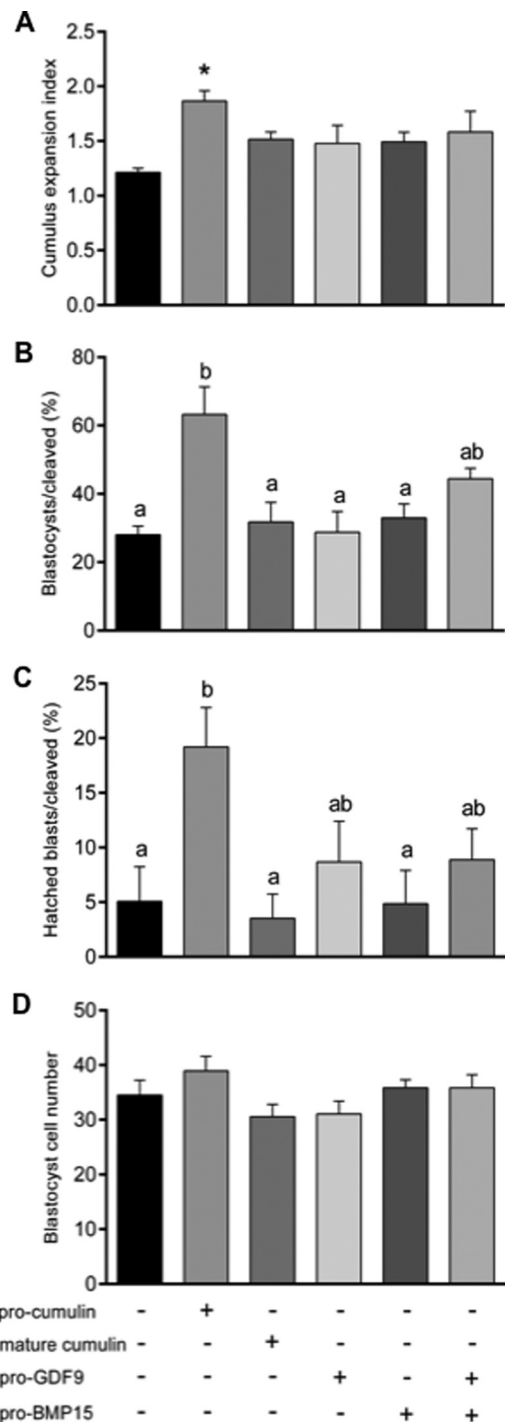 A
Cumulus expansion index
2.5
2.0
1.5
1.0
0.5
0.0
*
B
Blastocysts/cleaved (%)
80
60
40
20
0
a b a a a ab
C
Hatched blasts/cleaved (%)
25
20
15
10
5
0
a b a ab a ab
D
Blastocyst cell number
50
40
30
20
10
0
pro-cumulin - + - - - -
mature cumulin - - + - - -
pro-GDF9 - - - + - +
pro-BMP15 - - - - + +